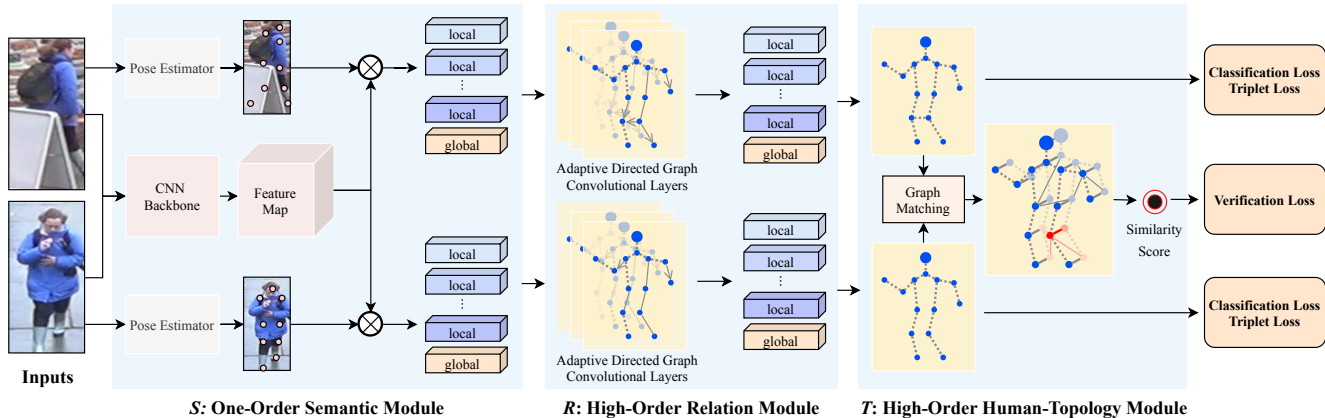 Inputs
Pose Estimator
CNN
Backbone
Feature
Map
Pose Estimator
local
local
local
global
local
local
local
global
S: One-Order Semantic Module
Adaptive Directed Graph
Convolutional Layers
local
local
local
global
Adaptive Directed Graph
Convolutional Layers
local
local
local
global
R: High-Order Relation Module
Graph
Matching
Similarity
Score
T: High-Order Human-Topology Module
Classification Loss
Triplet Loss
Verification Loss
Classification Loss
Triplet Loss